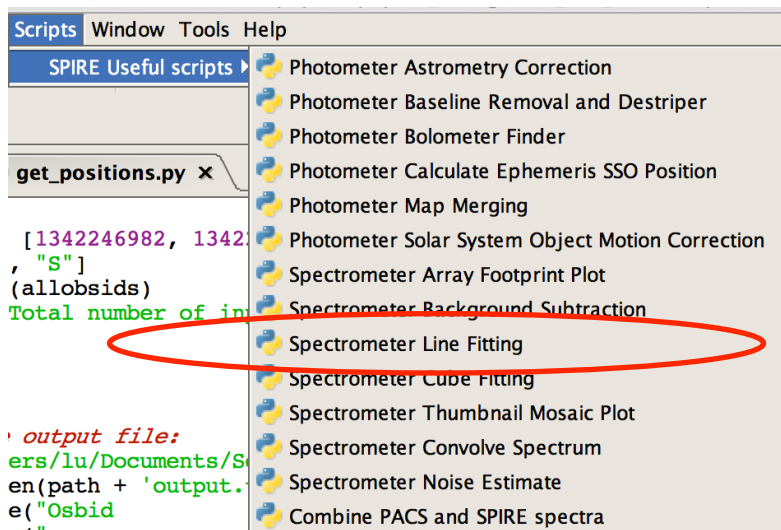 Scripts Window Tools Help
SPIRE Useful scripts
Photometer Astrometry Correction
Photometer Baseline Removal and Destriper
Photometer Bolometer Finder
Photometer Calculate Ephemeris SSO Position
Photometer Map Merging
Photometer Solar System Object Motion Correction
Spectrometer Array Footprint Plot
Spectrometer Background Subtraction
Spectrometer Line Fitting
Spectrometer Cube Fitting
Spectrometer Thumbnail Mosaic Plot
Spectrometer Convolve Spectrum
Spectrometer Noise Estimate
Combine PACS and SPIRE spectra
get_positions.py ×
[1342246982, 1342
, "S"]
(allobsids)
Total number of in
output file:
ers/lu/Documents/S
en(path + 'output.
e("Osbid